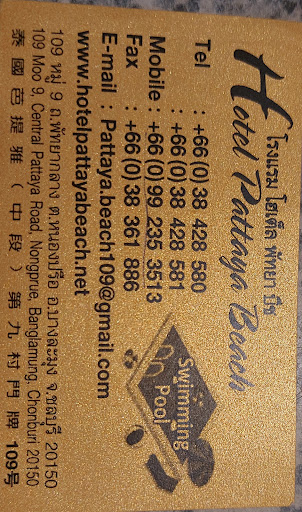 โรงแรม โฮเต็ล พัทยา บีช
Hotel Pattaya Beach
Tel : +66 (0) 38 428 580
: +66 (0) 38 428 581
Mobile : +66 (0) 99 235 3513
Fax : +66 (0) 38 361 886
E-mail : Pattaya.beach109@gmail.com
www.hotelpattayabeach.net
Swimming
Pool
109 หมู่ 9 ถ.พัทยากลาง ต.หนองปรือ อ.บางละมุง จ.ชลบุรี 20150
109 Moo 9, Central Pattaya Road, Nongprue, Banglamung, Chonburi 20150
泰國芭提雅(中段)第九村門牌 109号